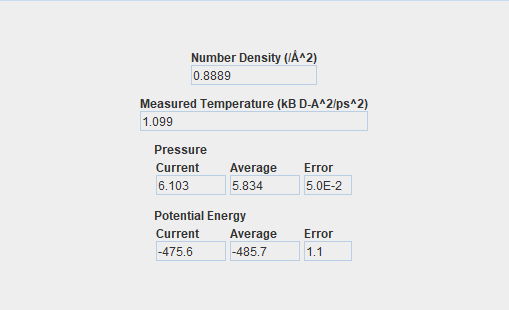 Number Density (/Å^2)
0.8889
Measured Temperature (kB D-A^2/ps^2)
1.099
Pressure
Current Average Error
6.103 5.834 5.0E-2
Potential Energy
Current Average Error
-475.6 -485.7 1.1